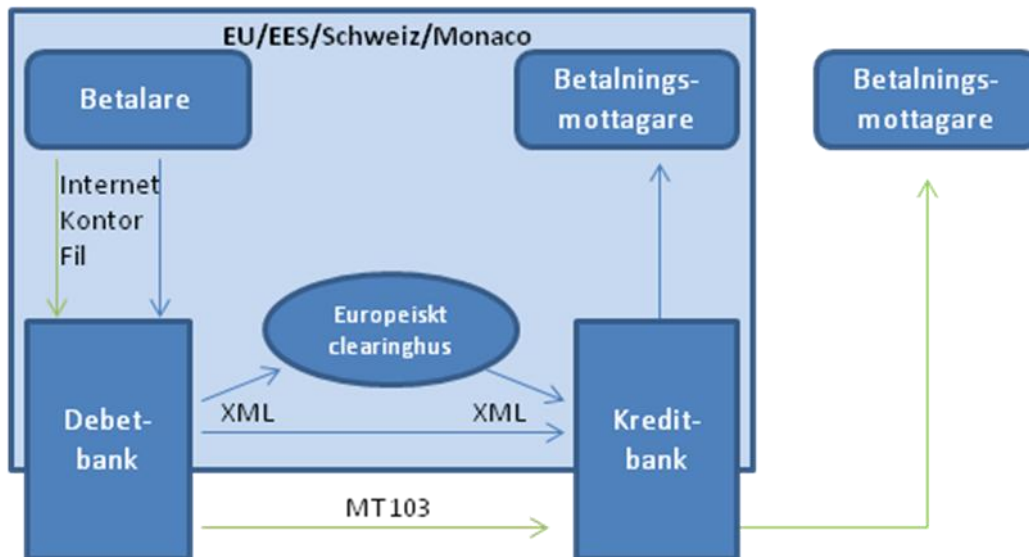 EU/EES/Schweiz/Monaco
Betalare
Betalnings-
mottagare
Betalnings-
mottagare
Internet
Kontor
Fil
Europeiskt
clearinghus
XML
XML
Debet-
bank
Kredit-
bank
MT103